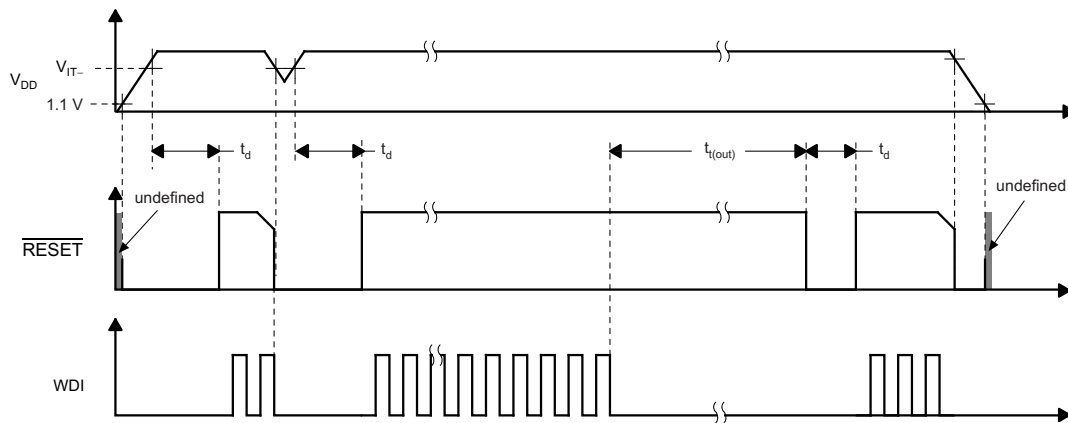 V_IT–
V_DD
1.1 V
t_d
t_d
t_t(out)
t_d
undefined
undefined
RESET
WDI